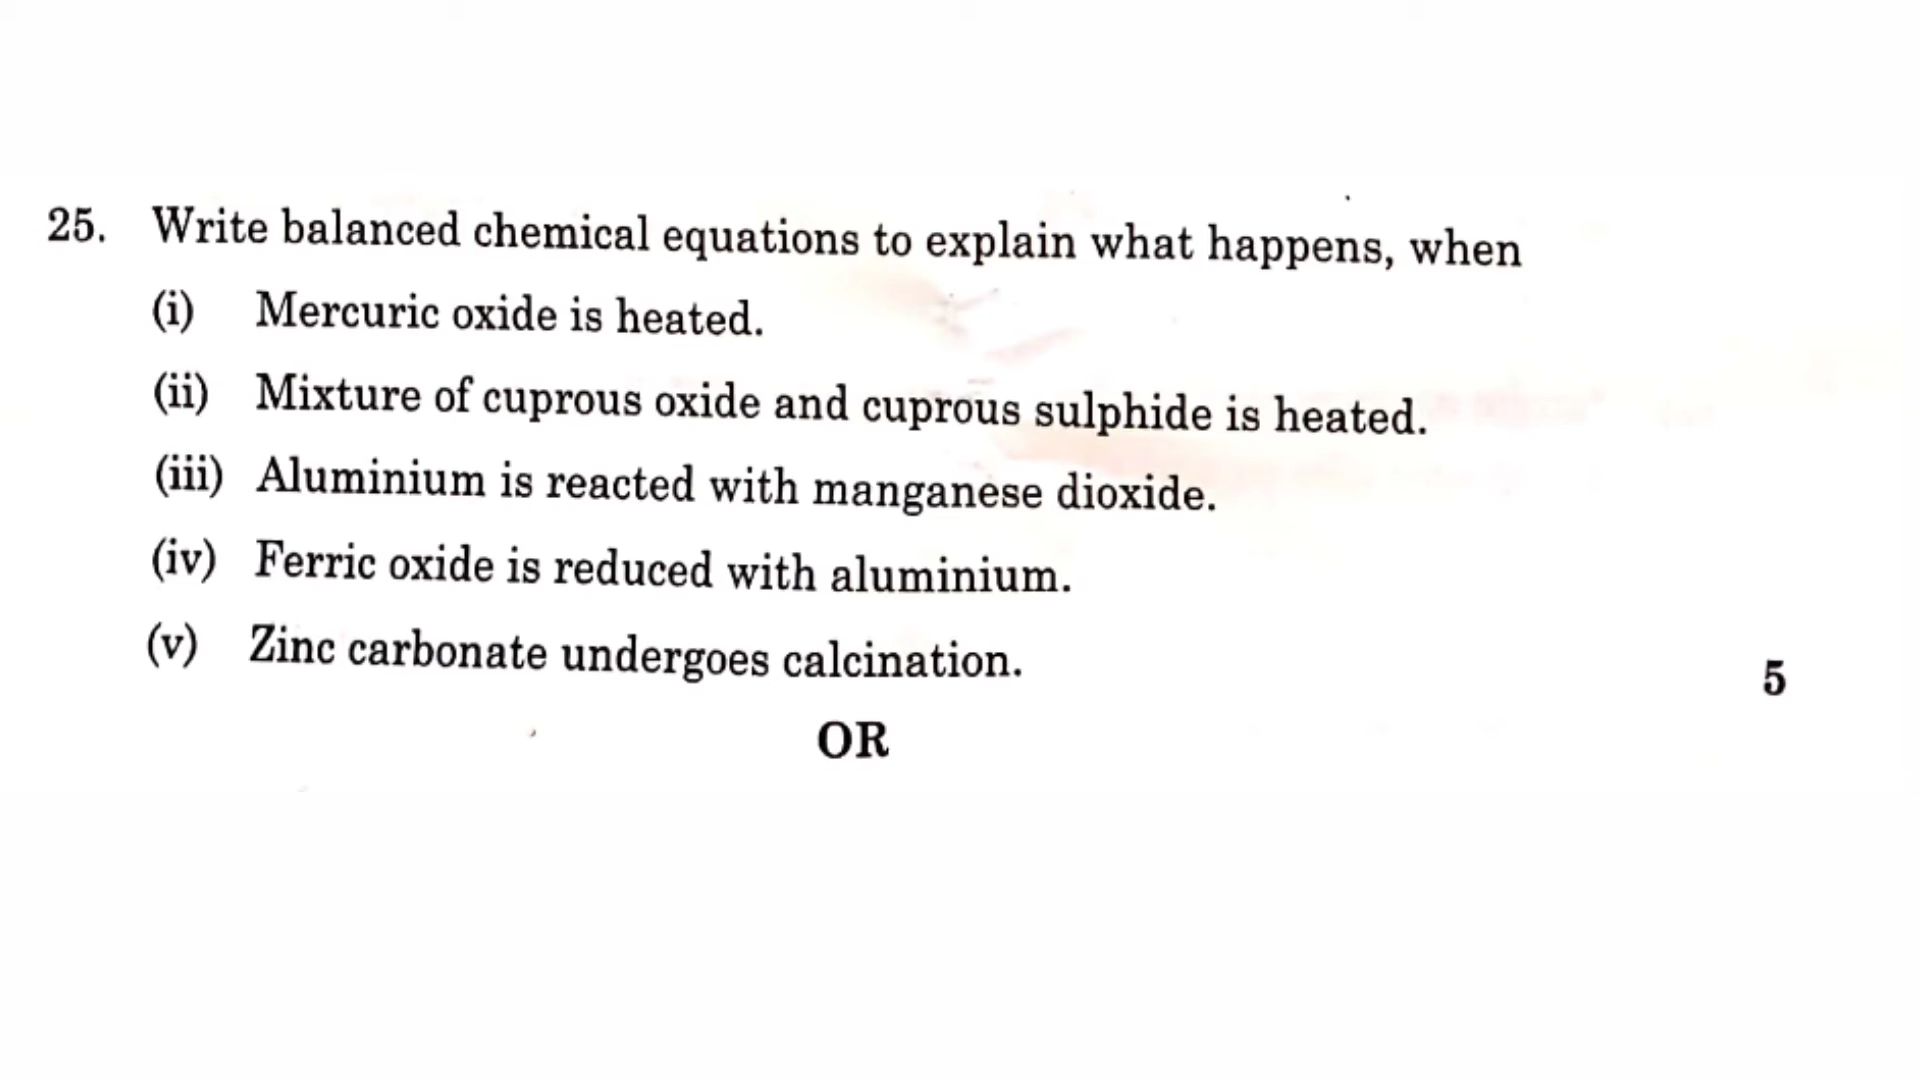 25. Write balanced chemical equations to explain what happens, when
(i) Mercuric oxide is heated.
(ii) Mixture of cuprous oxide and cuprous sulphide is heated.
(iii) Aluminium is reacted with manganese dioxide.
(iv) Ferric oxide is reduced with aluminium.
(v) Zinc carbonate undergoes calcination.
5
OR